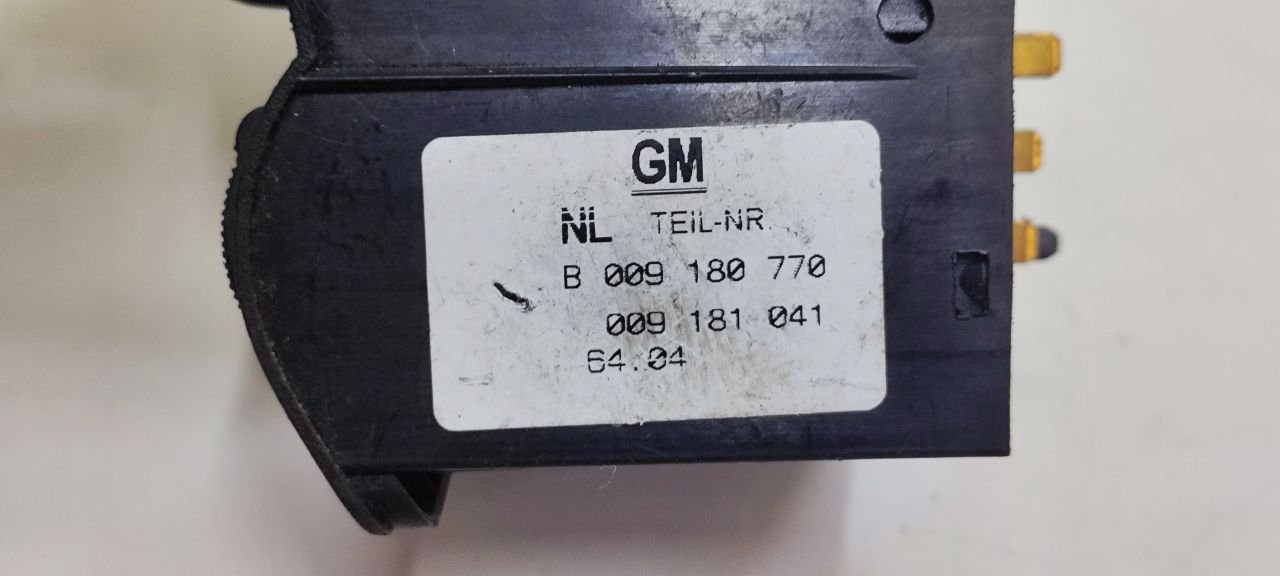 GM
NL TEIL-NR.
B 009 180 770
009 181 041
64.04